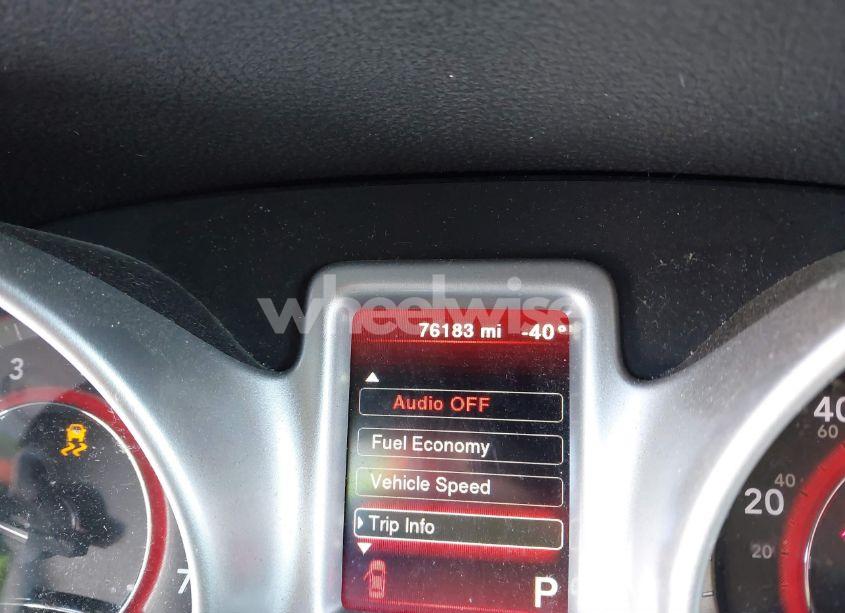 wheelwise
76183 mi -40°
Audio OFF
Fuel Economy
Vehicle Speed
Trip Info
P
3
7
40
60
20
40
20